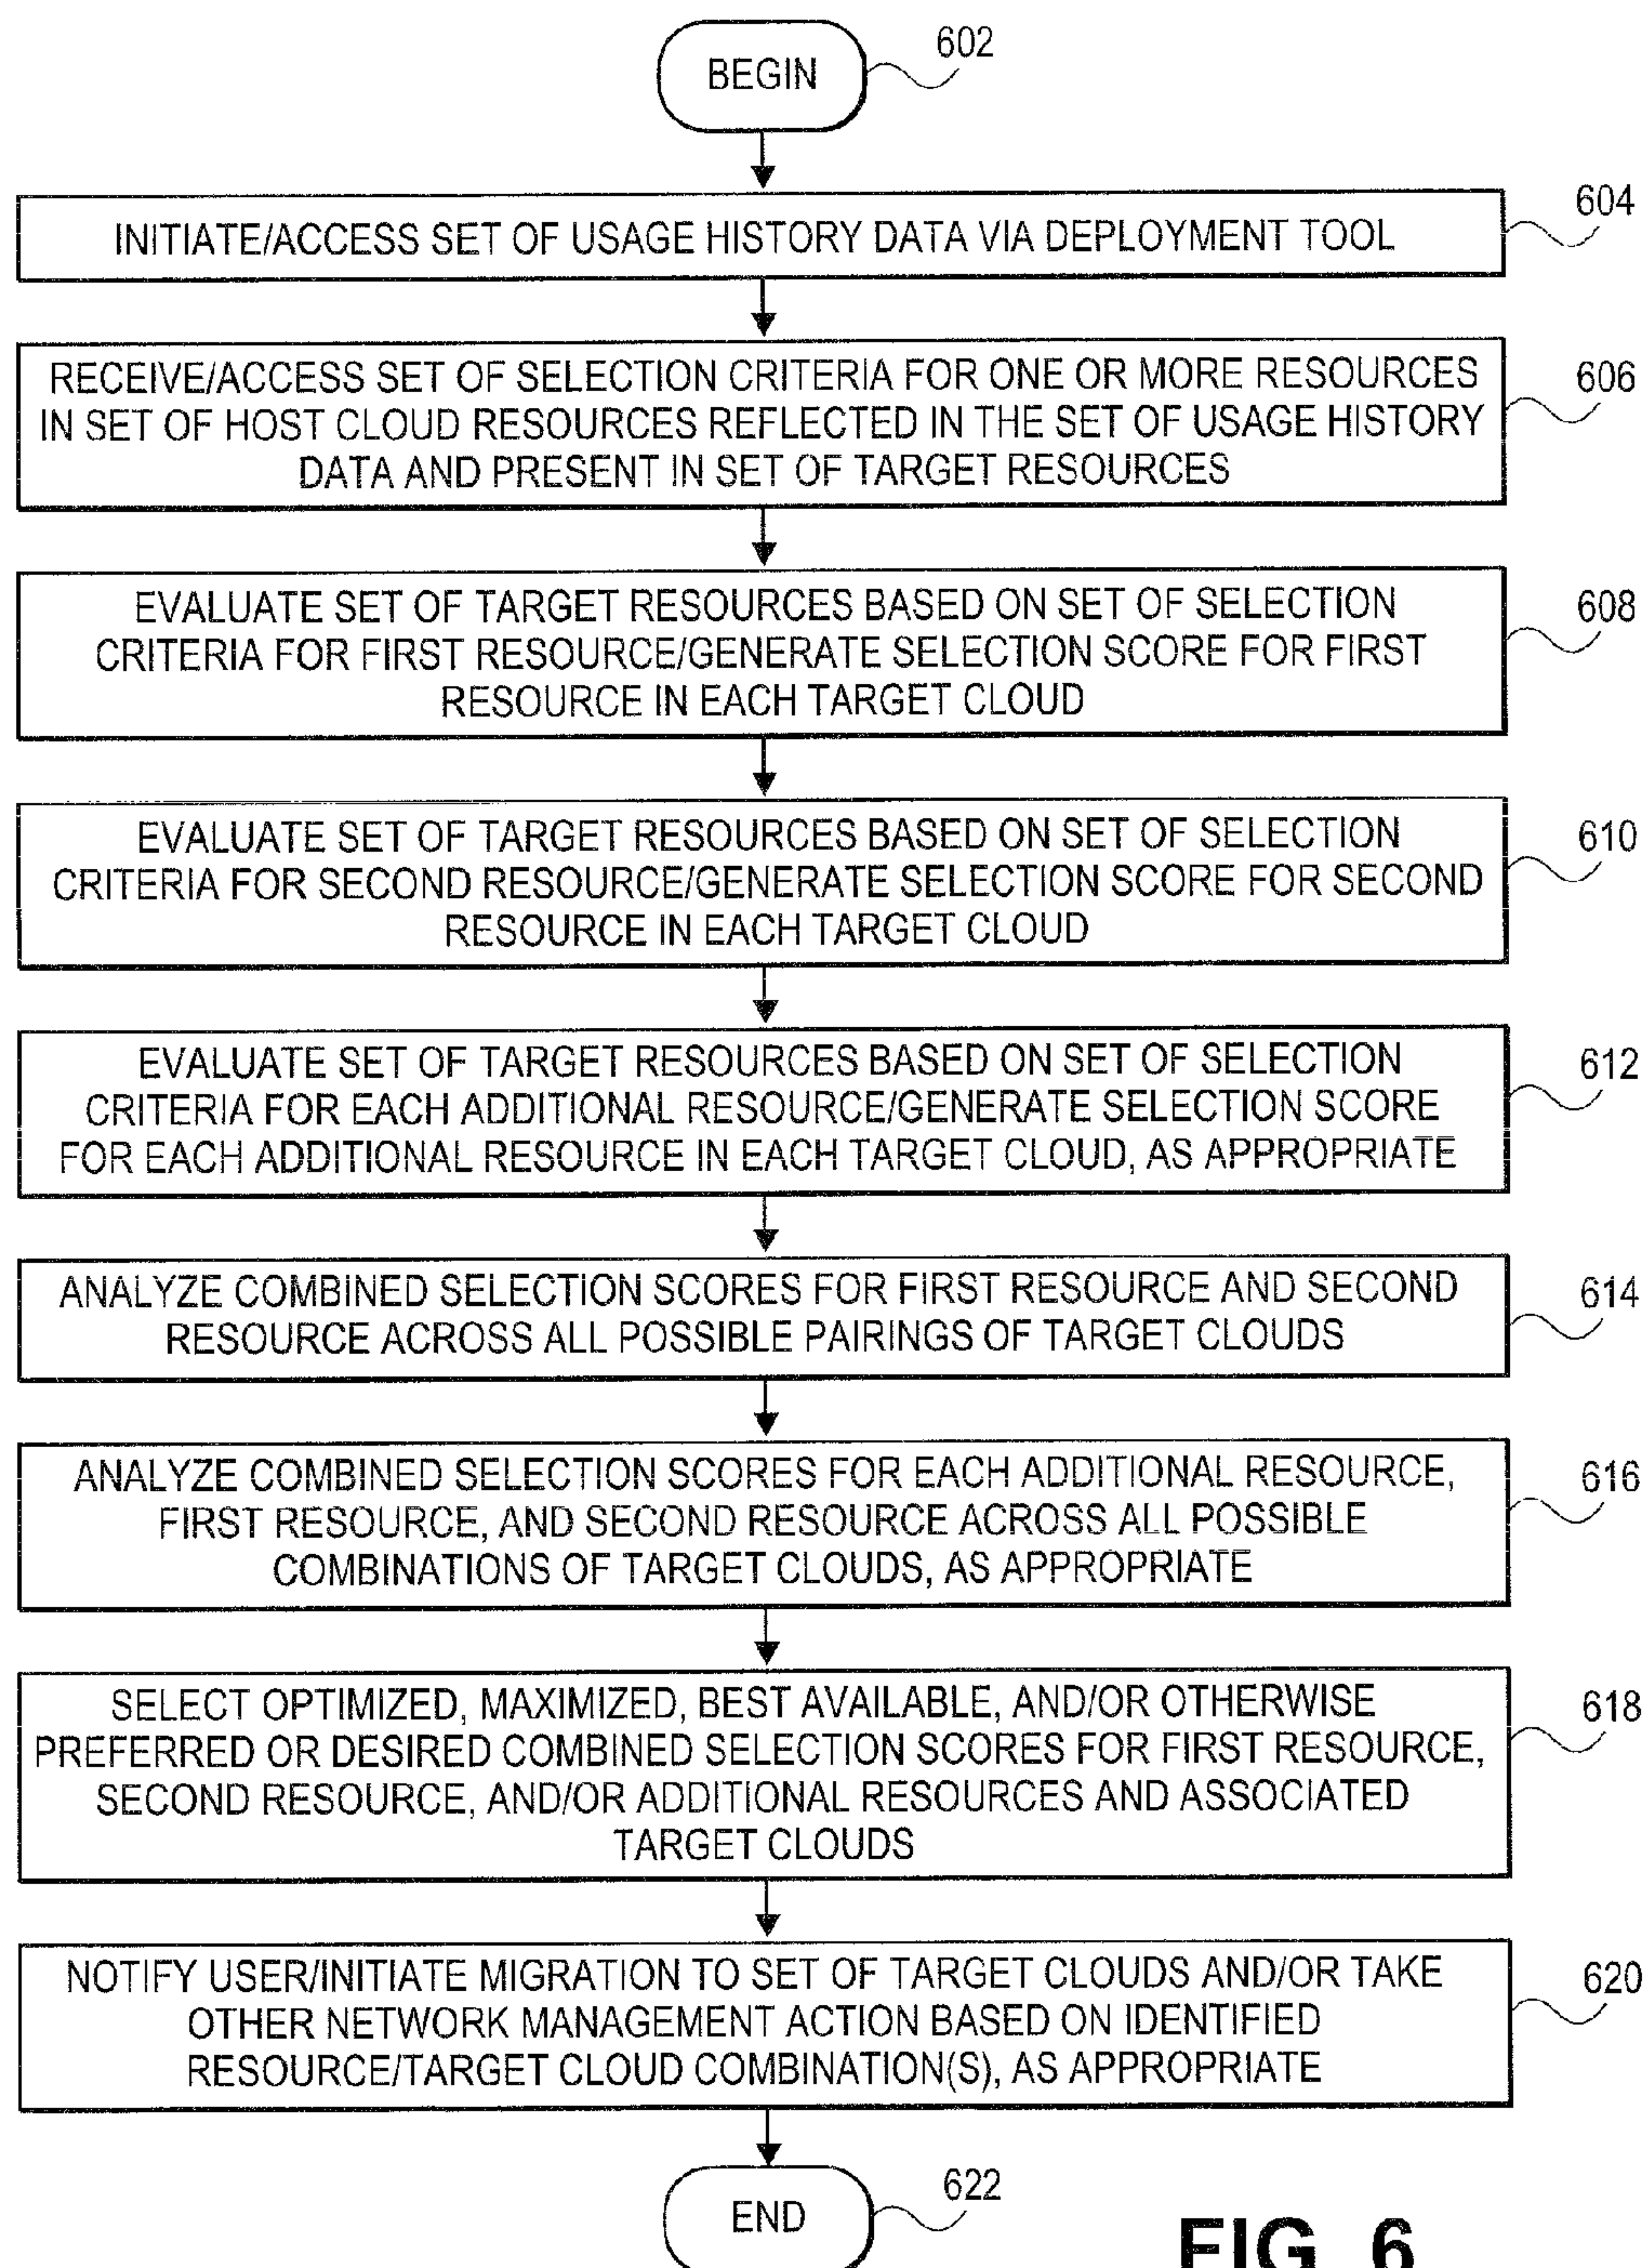 BEGIN
602
INITIATE/ACCESS SET OF USAGE HISTORY DATA VIA DEPLOYMENT TOOL
604
RECEIVE/ACCESS SET OF SELECTION CRITERIA FOR ONE OR MORE RESOURCES
IN SET OF HOST CLOUD RESOURCES REFLECTED IN THE SET OF USAGE HISTORY
DATA AND PRESENT IN SET OF TARGET RESOURCES
606
EVALUATE SET OF TARGET RESOURCES BASED ON SET OF SELECTION
CRITERIA FOR FIRST RESOURCE/GENERATE SELECTION SCORE FOR FIRST
RESOURCE IN EACH TARGET CLOUD
608
EVALUATE SET OF TARGET RESOURCES BASED ON SET OF SELECTION
CRITERIA FOR SECOND RESOURCE/GENERATE SELECTION SCORE FOR SECOND
RESOURCE IN EACH TARGET CLOUD
610
EVALUATE SET OF TARGET RESOURCES BASED ON SET OF SELECTION
CRITERIA FOR EACH ADDITIONAL RESOURCE/GENERATE SELECTION SCORE
FOR EACH ADDITIONAL RESOURCE IN EACH TARGET CLOUD, AS APPROPRIATE
612
ANALYZE COMBINED SELECTION SCORES FOR FIRST RESOURCE AND SECOND
RESOURCE ACROSS ALL POSSIBLE PAIRINGS OF TARGET CLOUDS
614
ANALYZE COMBINED SELECTION SCORES FOR EACH ADDITIONAL RESOURCE,
FIRST RESOURCE, AND SECOND RESOURCE ACROSS ALL POSSIBLE
COMBINATIONS OF TARGET CLOUDS, AS APPROPRIATE
616
SELECT OPTIMIZED, MAXIMIZED, BEST AVAILABLE, AND/OR OTHERWISE
PREFERRED OR DESIRED COMBINED SELECTION SCORES FOR FIRST RESOURCE,
SECOND RESOURCE, AND/OR ADDITIONAL RESOURCES AND ASSOCIATED
TARGET CLOUDS
618
NOTIFY USER/INITIATE MIGRATION TO SET OF TARGET CLOUDS AND/OR TAKE
OTHER NETWORK MANAGEMENT ACTION BASED ON IDENTIFIED
RESOURCE/TARGET CLOUD COMBINATION(S), AS APPROPRIATE
620
END
622
FIG. 6